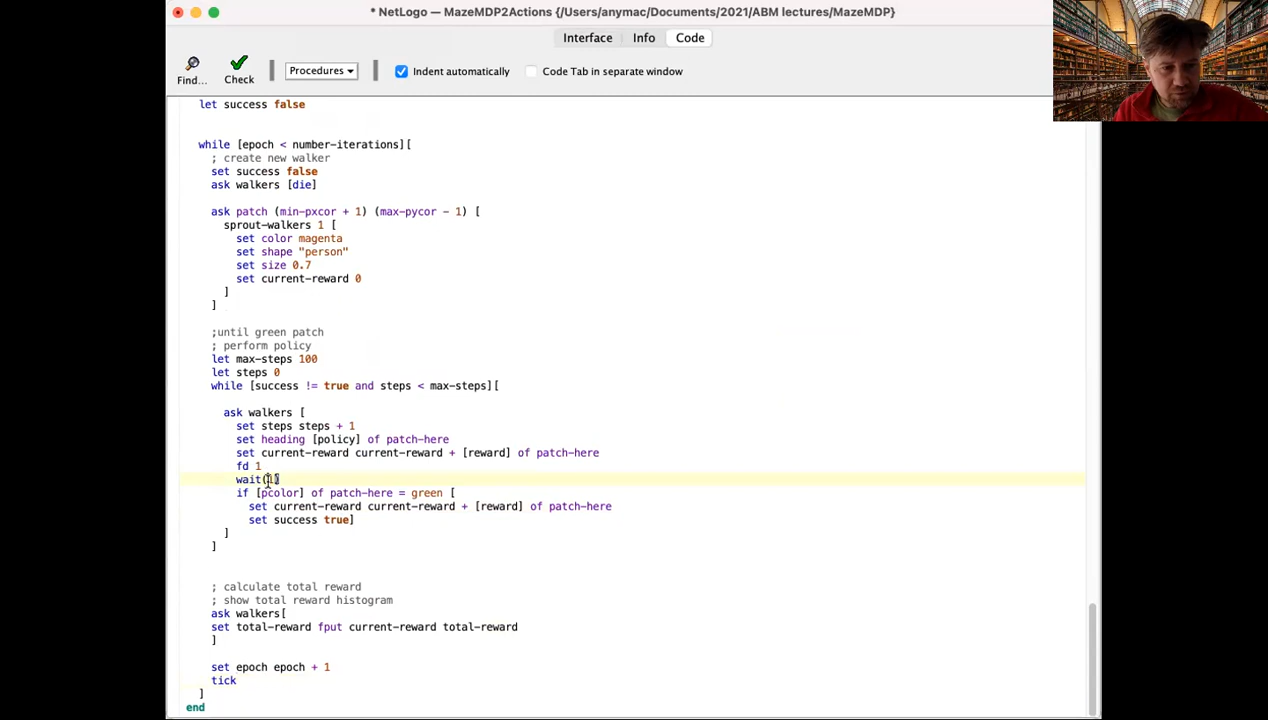 * NetLogo — MazeMDP2Actions {/Users/anymac/Documents/2021/ABM lectures/MazeMDP}
Interface Info Code
Find... Check Procedures Indent automatically Code Tab in separate window
let success false
while [epoch < number-iterations][
; create new walker
set success false
ask walkers [die]
ask patch (min-pxcor + 1) (max-pycor - 1) [
sprout-walkers 1 [
set color magenta
set shape "person"
set size 0.7
set current-reward 0
]
]
;until green patch
; perform policy
let max-steps 100
let steps 0
while [success != true and steps < max-steps][
ask walkers [
set steps steps + 1
set heading [policy] of patch-here
set current-reward current-reward + [reward] of patch-here
fd 1
wait(1)
if [pcolor] of patch-here = green [
set current-reward current-reward + [reward] of patch-here
set success true]
]
]
; calculate total reward
; show total reward histogram
ask walkers[
set total-reward fput current-reward total-reward
]
set epoch epoch + 1
tick
]
end